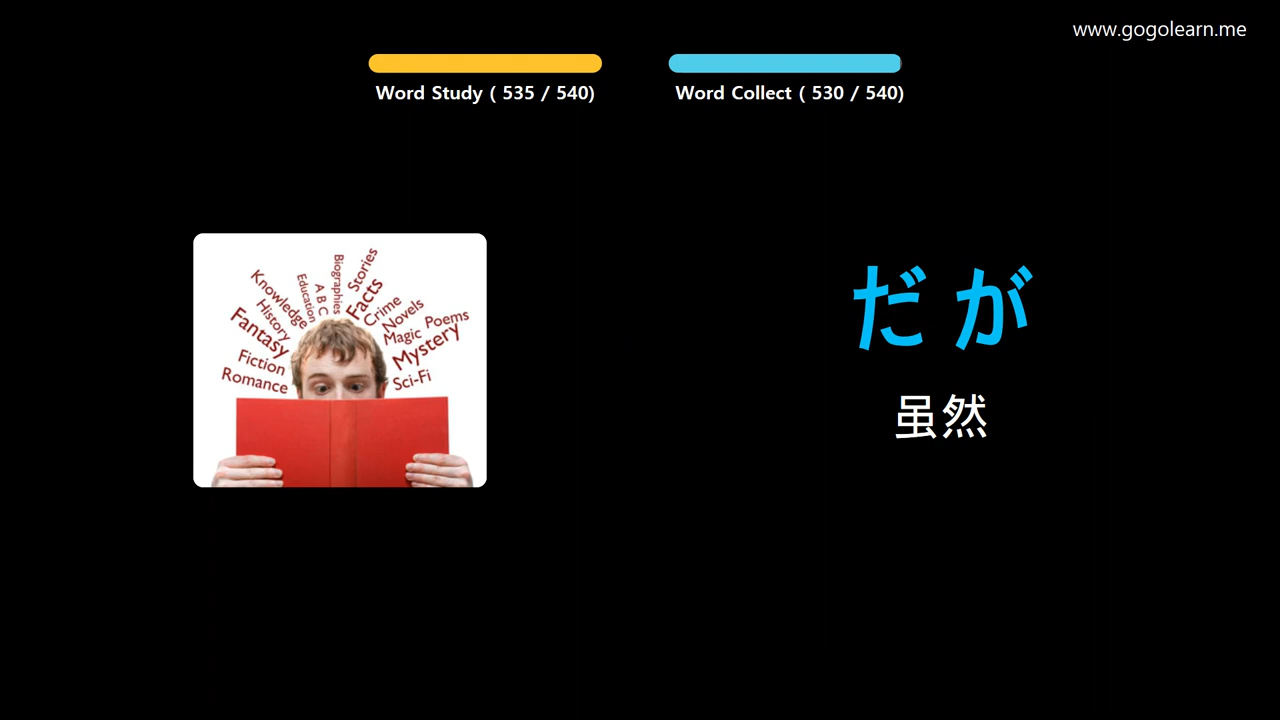 www.gogolearn.me
Word Study ( 535 / 540)
Word Collect ( 530 / 540)
Knowledge
History
Fantasy
Fiction
Romance
Education
A B C
Biographies
Stories
Facts
Crime
Novels
Magic
Poems
Mystery
Sci-Fi
だが
虽然